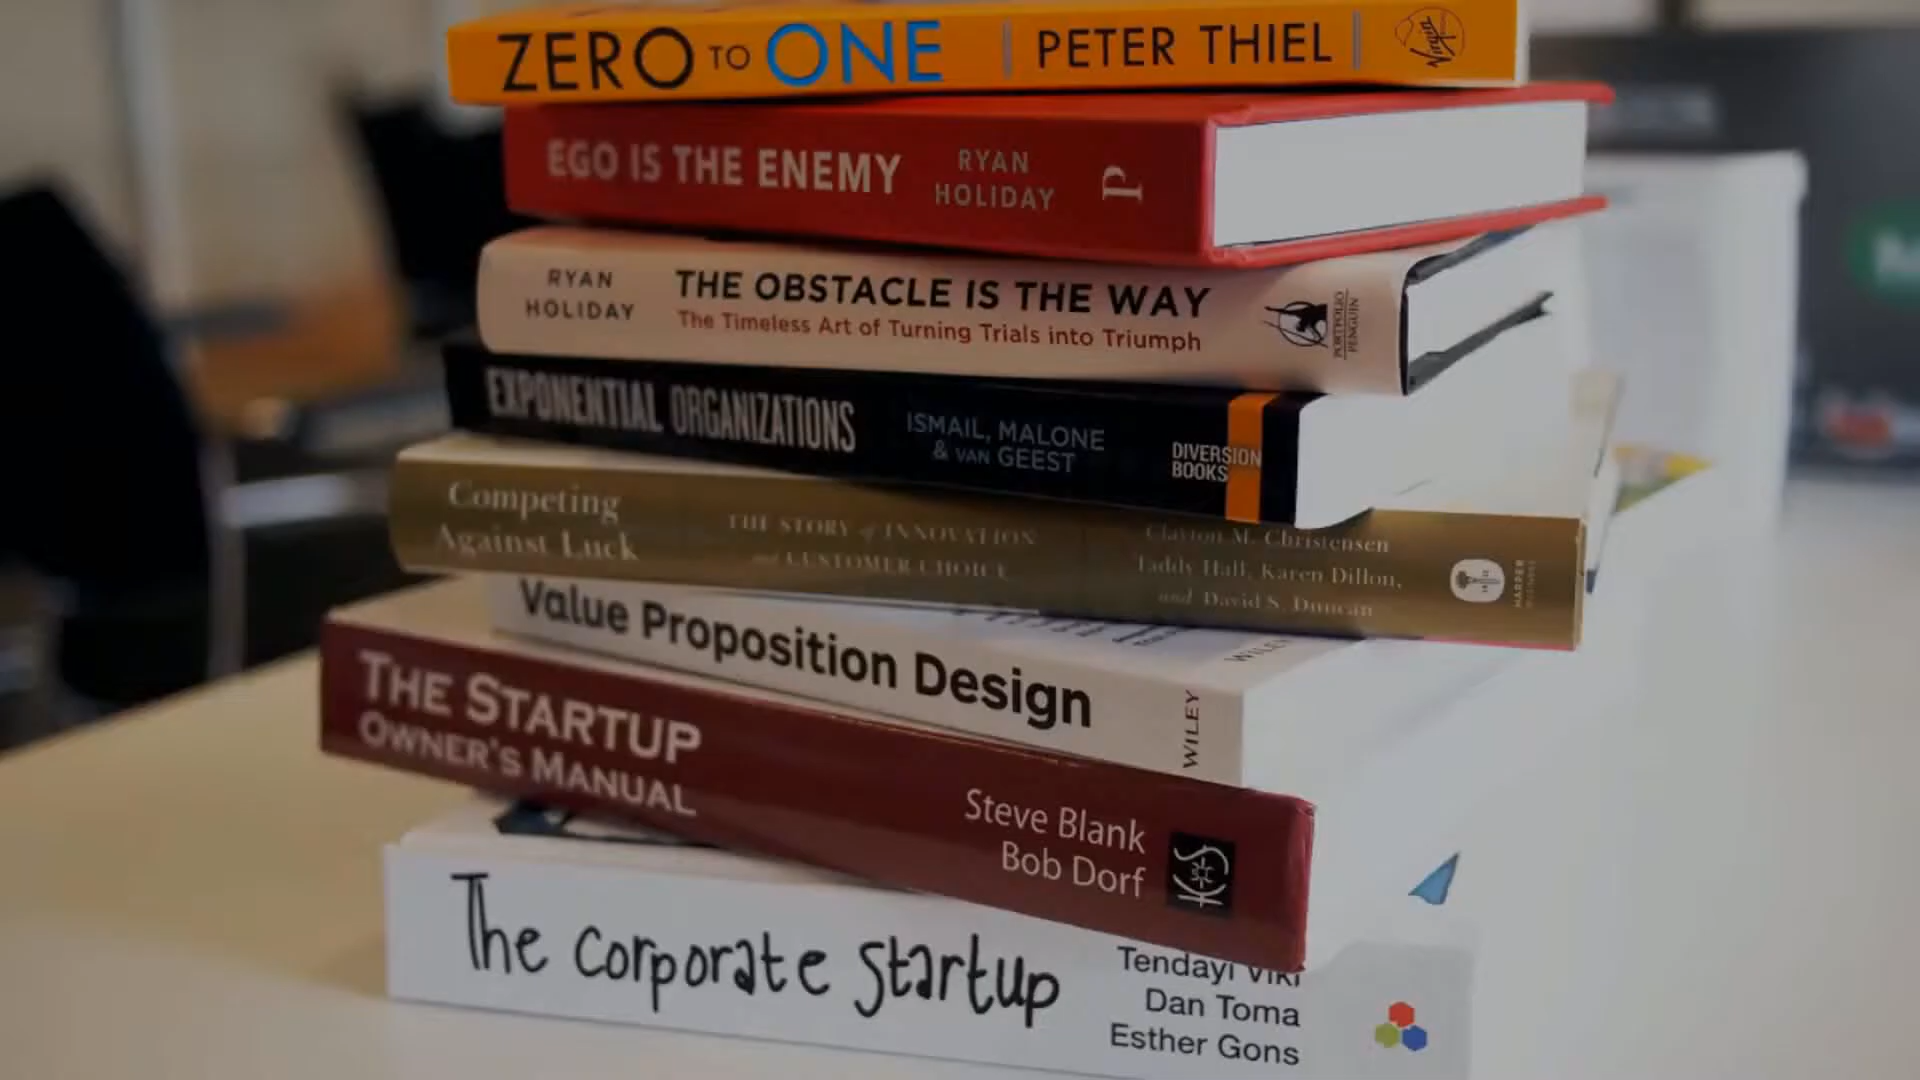 ZERO TO ONE | PETER THIEL |
Virgin
EGO IS THE ENEMY
RYAN
HOLIDAY
P
RYAN
HOLIDAY
THE OBSTACLE IS THE WAY
The Timeless Art of Turning Trials into Triumph
PORTFOLIO
PENGUIN
EXPONENTIAL ORGANIZATIONS
ISMAIL, MALONE
& VAN GEEST
DIVERSION
BOOKS
Competing
Against Luck
THE STORY of INNOVATION
and CUSTOMER CHOICE
Clayton M. Christensen
Taddy Hall, Karen Dillon,
and David S. Duncan
HARPER
Value Proposition Design
WILEY
WILEY
THE STARTUP
OWNER'S MANUAL
Steve Blank
Bob Dorf
The corporate startup
Tendayi Viki
Dan Toma
Esther Gons